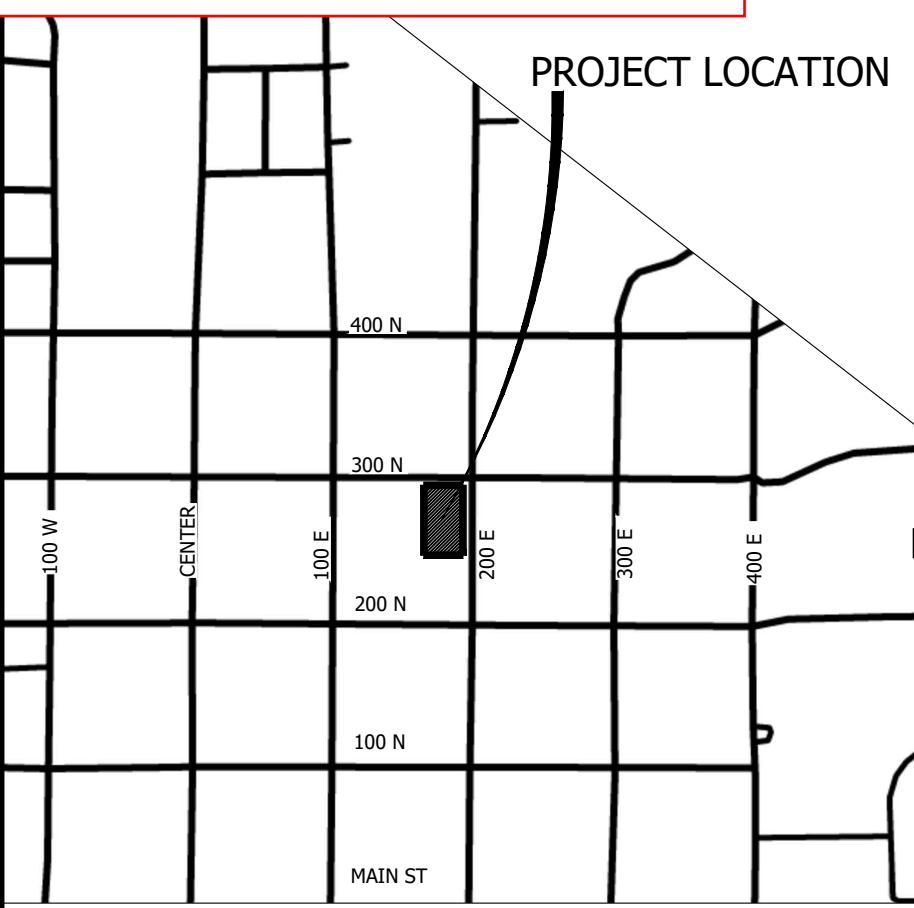 PROJECT LOCATION
400 N
300 N
100 W
CENTER
100 E
200 E
300 E
400 E
200 N
100 N
MAIN ST